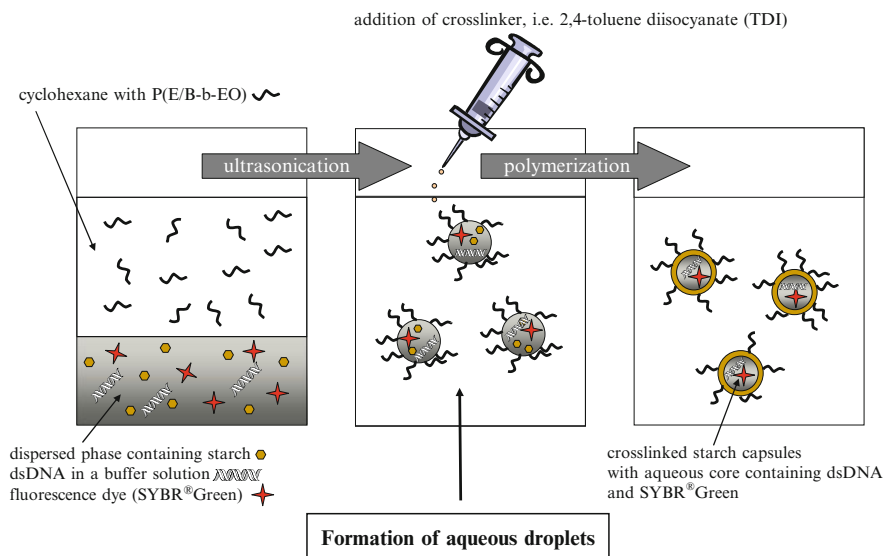 addition of crosslinker, i.e. 2,4-toluene diisocyanate (TDI)
cyclohexane with P(E/B-b-EO)
ultrasonication
polymerization
dispersed phase containing starch
dsDNA in a buffer solution
fluorescence dye (SYBR®Green)
crosslinked starch capsules
with aqueous core containing dsDNA
and SYBR®Green
Formation of aqueous droplets